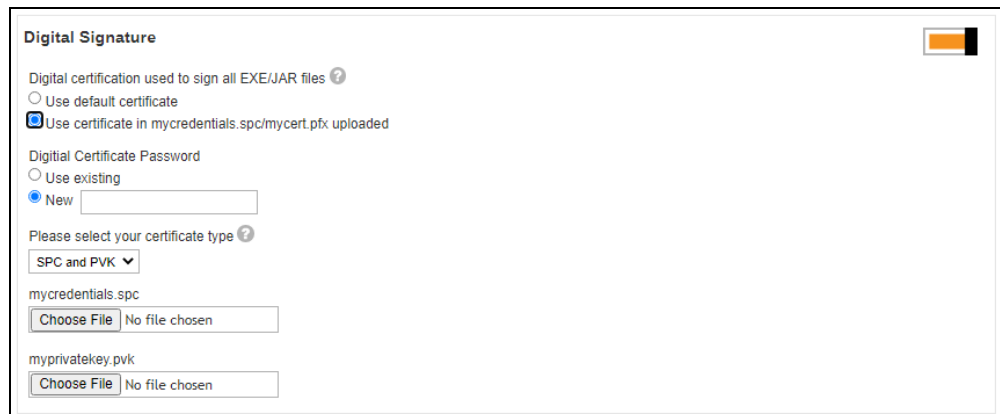 Digital Signature
Digital certification used to sign all EXE/JAR files ?
Use default certificate
Use certificate in mycredentials.spc/mycert.pfx uploaded
Digitial Certificate Password
Use existing
New
Please select your certificate type ?
SPC and PVK
mycredentials.spc
Choose File No file chosen
myprivatekey.pvk
Choose File No file chosen